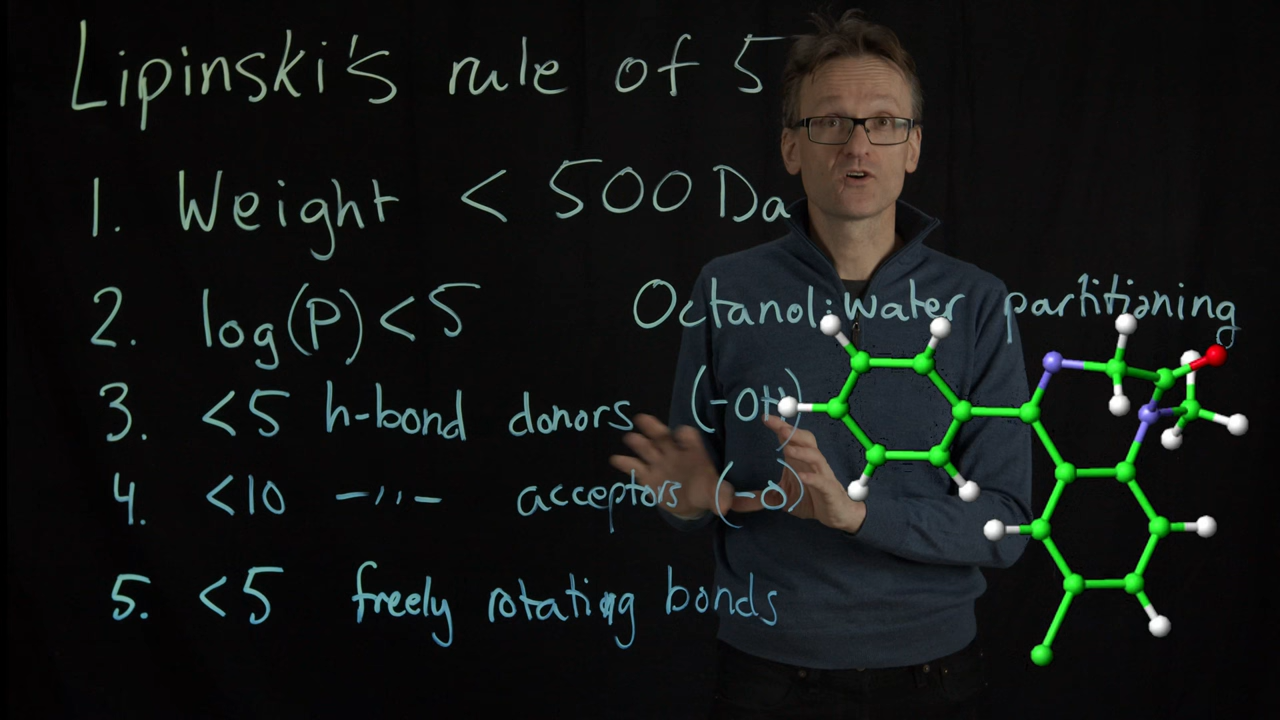 Lipinski's rule of 5
1. Weight < 500 Da
2. log(P) < 5 Octanol:water partitioning
3. <5 h-bond donors (-OH)
4. <10 -"- acceptors (-O)
5. <5 freely rotating bonds